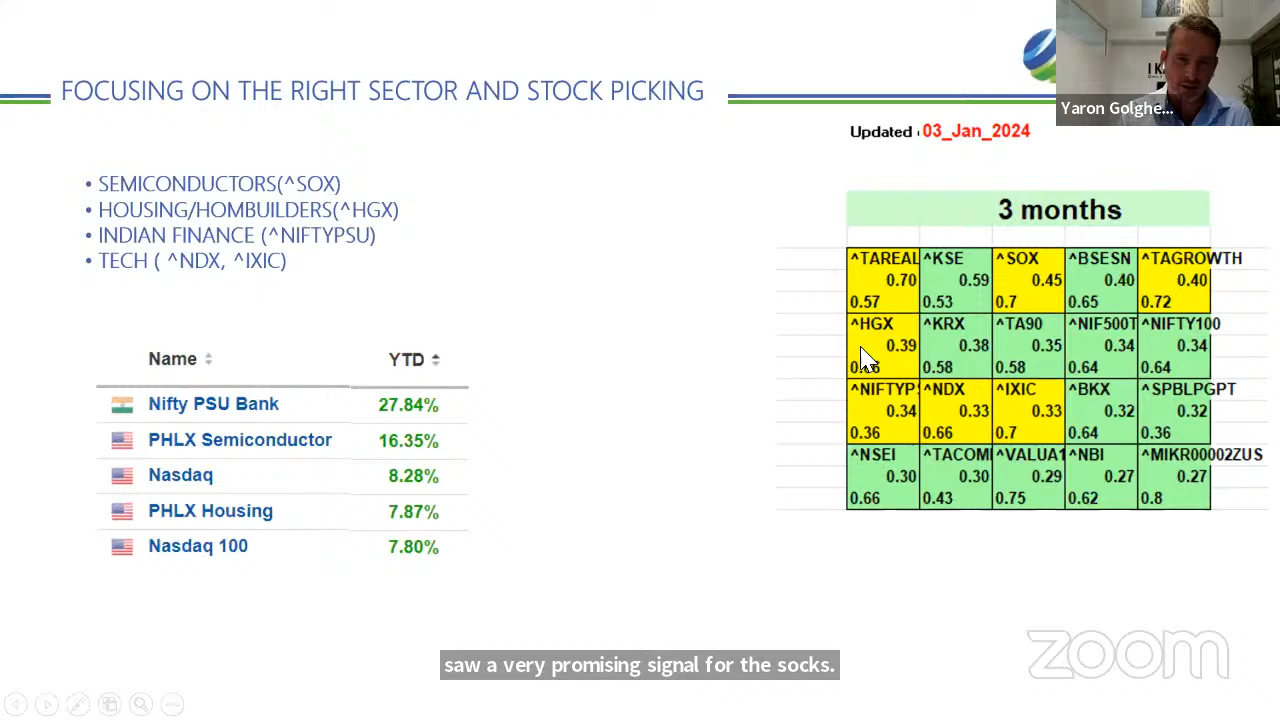 FOCUSING ON THE RIGHT SECTOR AND STOCK PICKING
Yaron Golghe...
Updated
03_Jan_2024
• SEMICONDUCTORS(^SOX)
• HOUSING/HOMBUILDERS(^HGX)
• INDIAN FINANCE (^NIFTYPSU)
• TECH ( ^NDX, ^IXIC)
Name YTD
Nifty PSU Bank 27.84%
PHLX Semiconductor 16.35%
Nasdaq 8.28%
PHLX Housing 7.87%
Nasdaq 100 7.80%
3 months
^TAREAL ^KSE ^SOX ^BSESN ^TAGROWTH
0.70 0.59 0.45 0.40 0.40
0.57 0.53 0.7 0.65 0.72
^HGX ^KRX ^TA90 ^NIF500T ^NIFTY100
0.39 0.38 0.35 0.34 0.34
0.58 0.58 0.64 0.64
^NIFTYP ^NDX ^IXIC ^BKX ^SPBLPGPT
0.34 0.33 0.33 0.32 0.32
0.36 0.66 0.7 0.64 0.36
^NSEI ^TACOM ^VALUA1 ^NBI ^MIKR00002ZUS
0.30 0.30 0.29 0.27 0.27
0.66 0.43 0.75 0.62 0.8
saw a very promising signal for the socks.
zoom